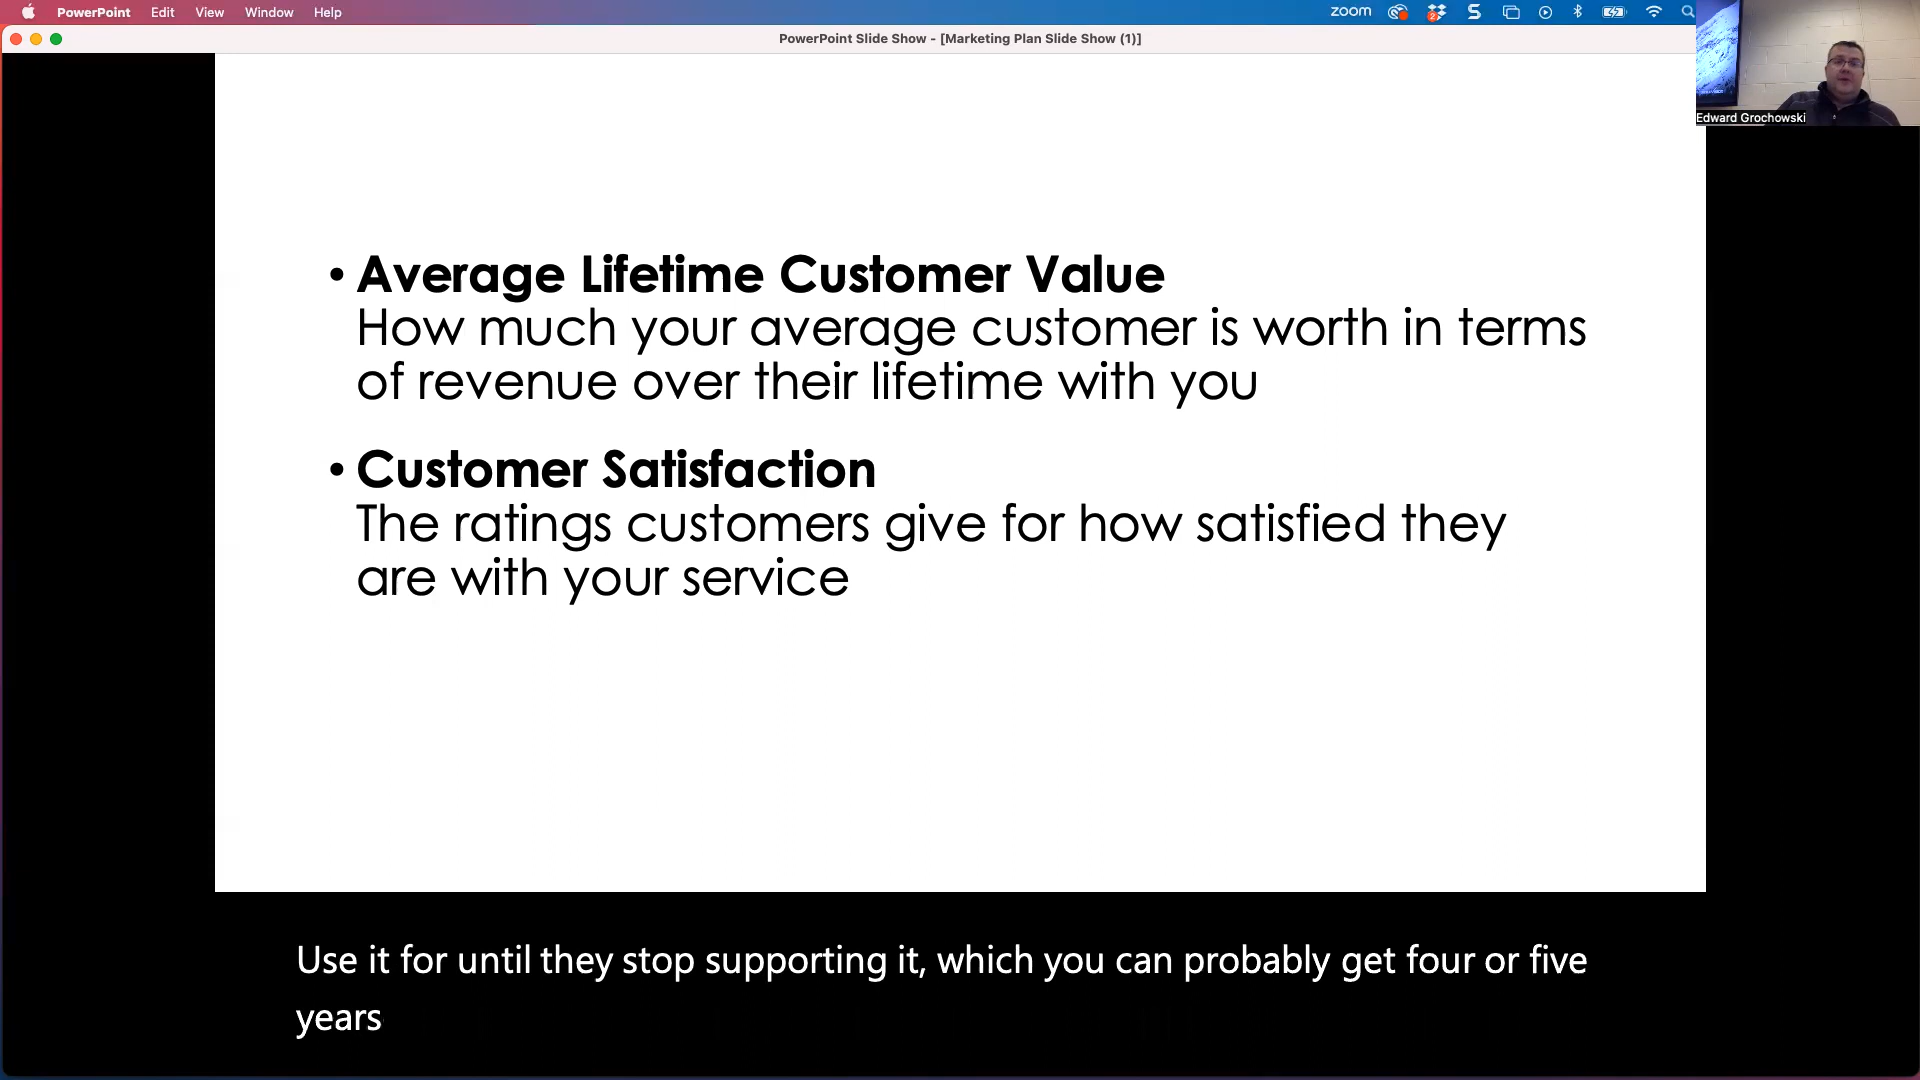 PowerPoint Edit View Window Help
zoom
2
S
PowerPoint Slide Show - [Marketing Plan Slide Show (1)]
Edward Grochowski
• Average Lifetime Customer Value
How much your average customer is worth in terms
of revenue over their lifetime with you
• Customer Satisfaction
The ratings customers give for how satisfied they
are with your service
Use it for until they stop supporting it, which you can probably get four or five
years